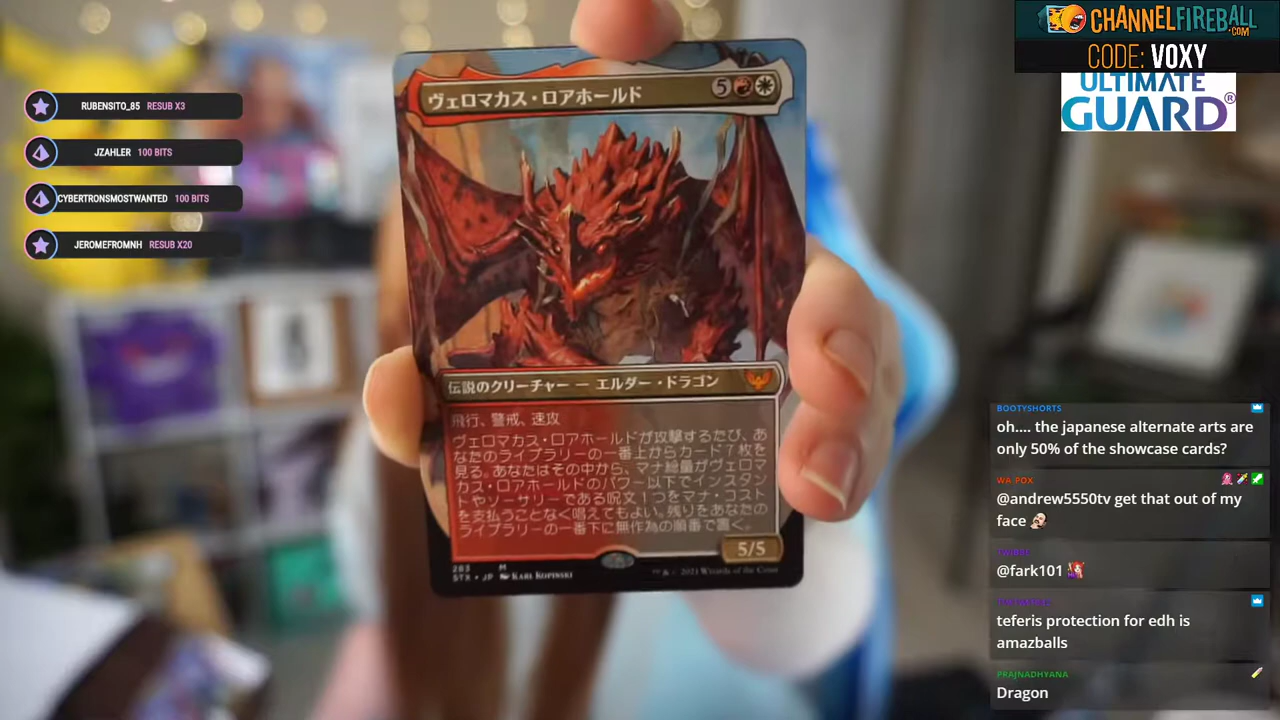 RUBENSITO_85 RESUB X3
JZAHLER 100 BITS
CYBERTRONSMOSTWANTED 100 BITS
JEROMEFROMNH RESUB X20
ヴェロマカス・ロアホールド 5
伝説のクリーチャー — エルダー・ドラゴン
飛行、警戒、速攻
ヴェロマカス・ロアホールドが攻撃するたび、あ
なたのライブラリーの一番上からカード7枚を
見る。あなたはその中から、マナ総量がヴェロマ
カス・ロアホールドのパワー以下でインスタン
トやソーサリーである呪文1つをマナ・コスト
を支払うことなく唱えてもよい。残りをあなたの
ライブラリーの一番下に無作為の順番で置く。
5/5
283 M
STX • JP KARL KOPINSKI
™ & © 2021 Wizards of the Coast
CHANNELFIREBALL
.COM
CODE: VOXY
ULTIMATE
GUARD®
BOOTYSHORTS
oh.... the japanese alternate arts are
only 50% of the showcase cards?
WA_POX
@andrew5550tv get that out of my
face
@fark101
teferis protection for edh is
amazballs
PRAJNADHYANA
Dragon